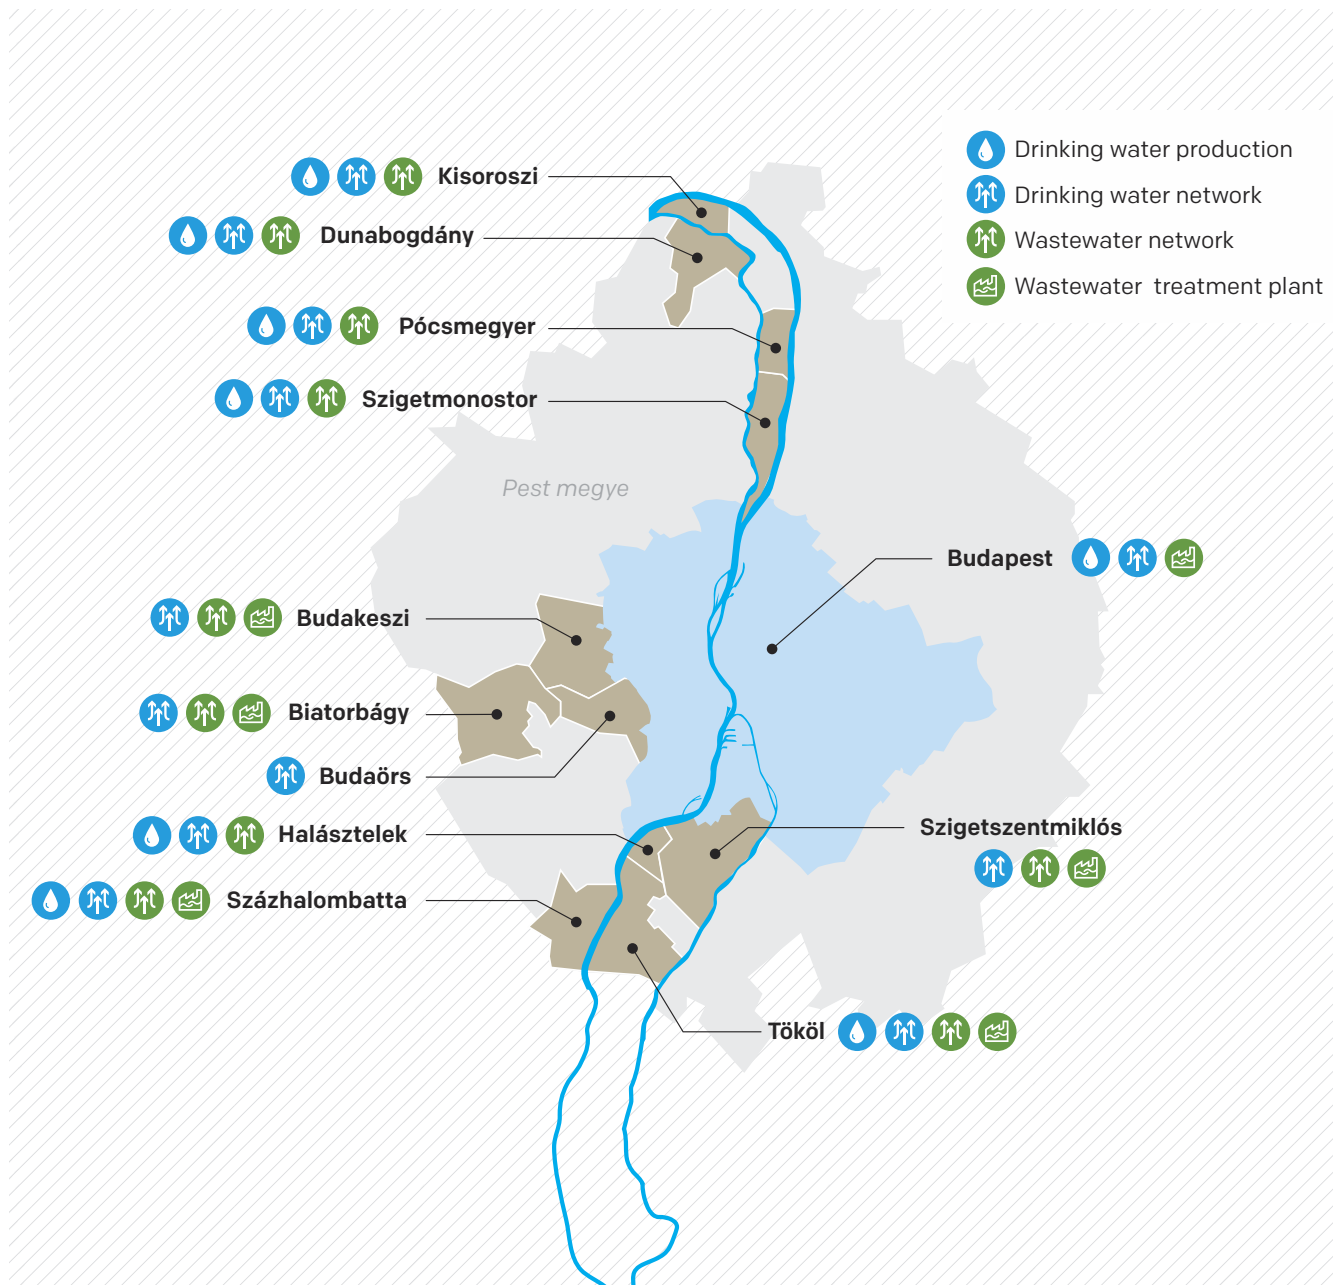 Drinking water production
Drinking water network
Wastewater network
Wastewater treatment plant
Kisoroszi
Dunabogdány
Pócsmegyer
Szigetmonostor
Pest megye
Budapest
Budakeszi
Biatorbágy
Budaörs
Halásztelek
Szigetszentmiklós
Százhalombatta
Tököl